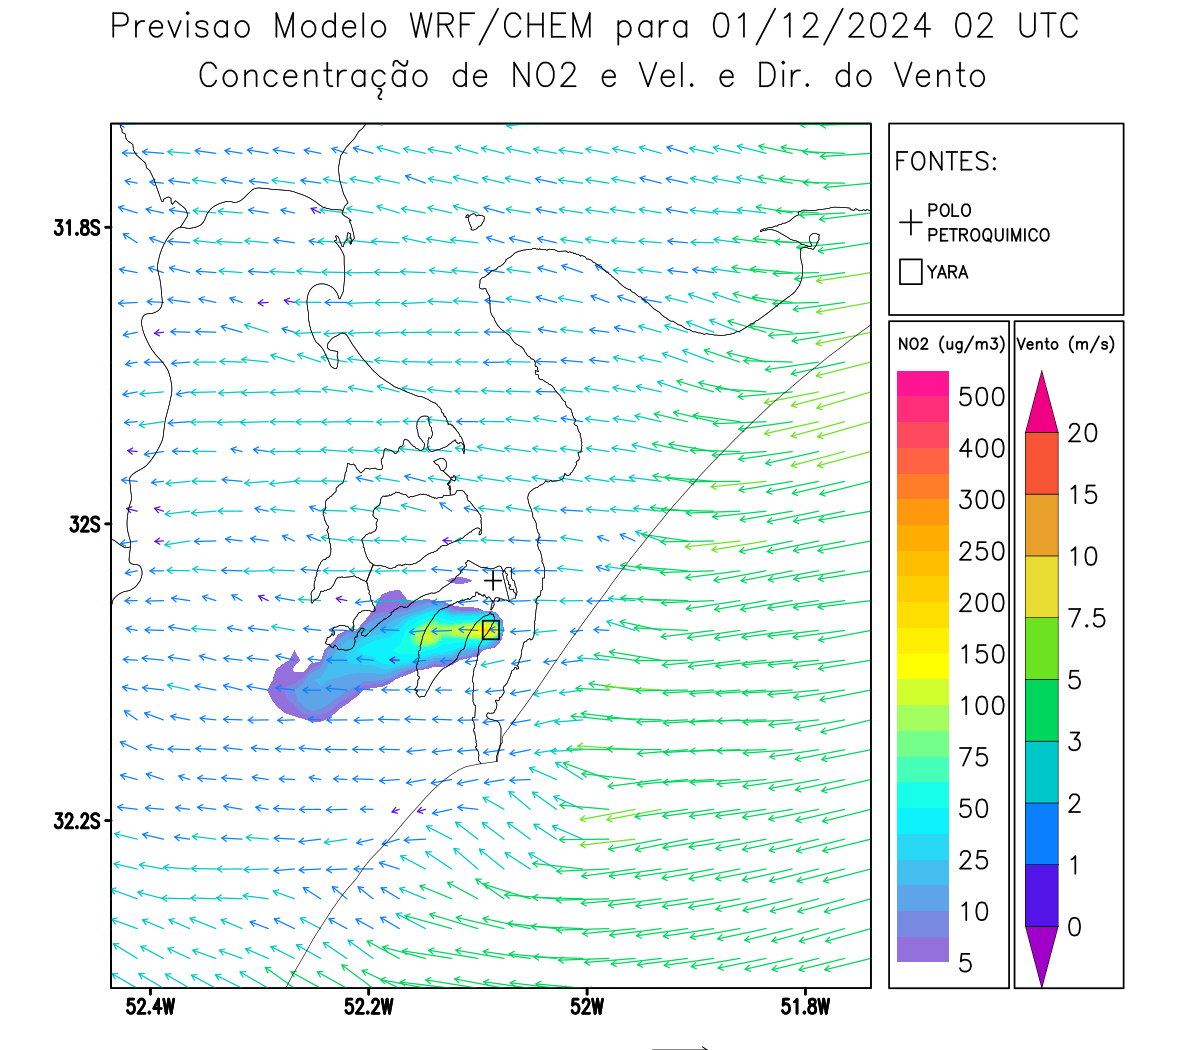 Previsao Modelo WRF/CHEM para 01/12/2024 02 UTC
Concentração de NO2 e Vel. e Dir. do Vento
FONTES:
POLO
PETROQUIMICO
YARA
NO2 (ug/m3)
500
400
300
250
200
150
100
75
50
25
10
5
Vento (m/s)
20
15
10
7.5
5
3
2
1
0
31.8S
32S
32.2S
52.4W
52.2W
52W
51.8W